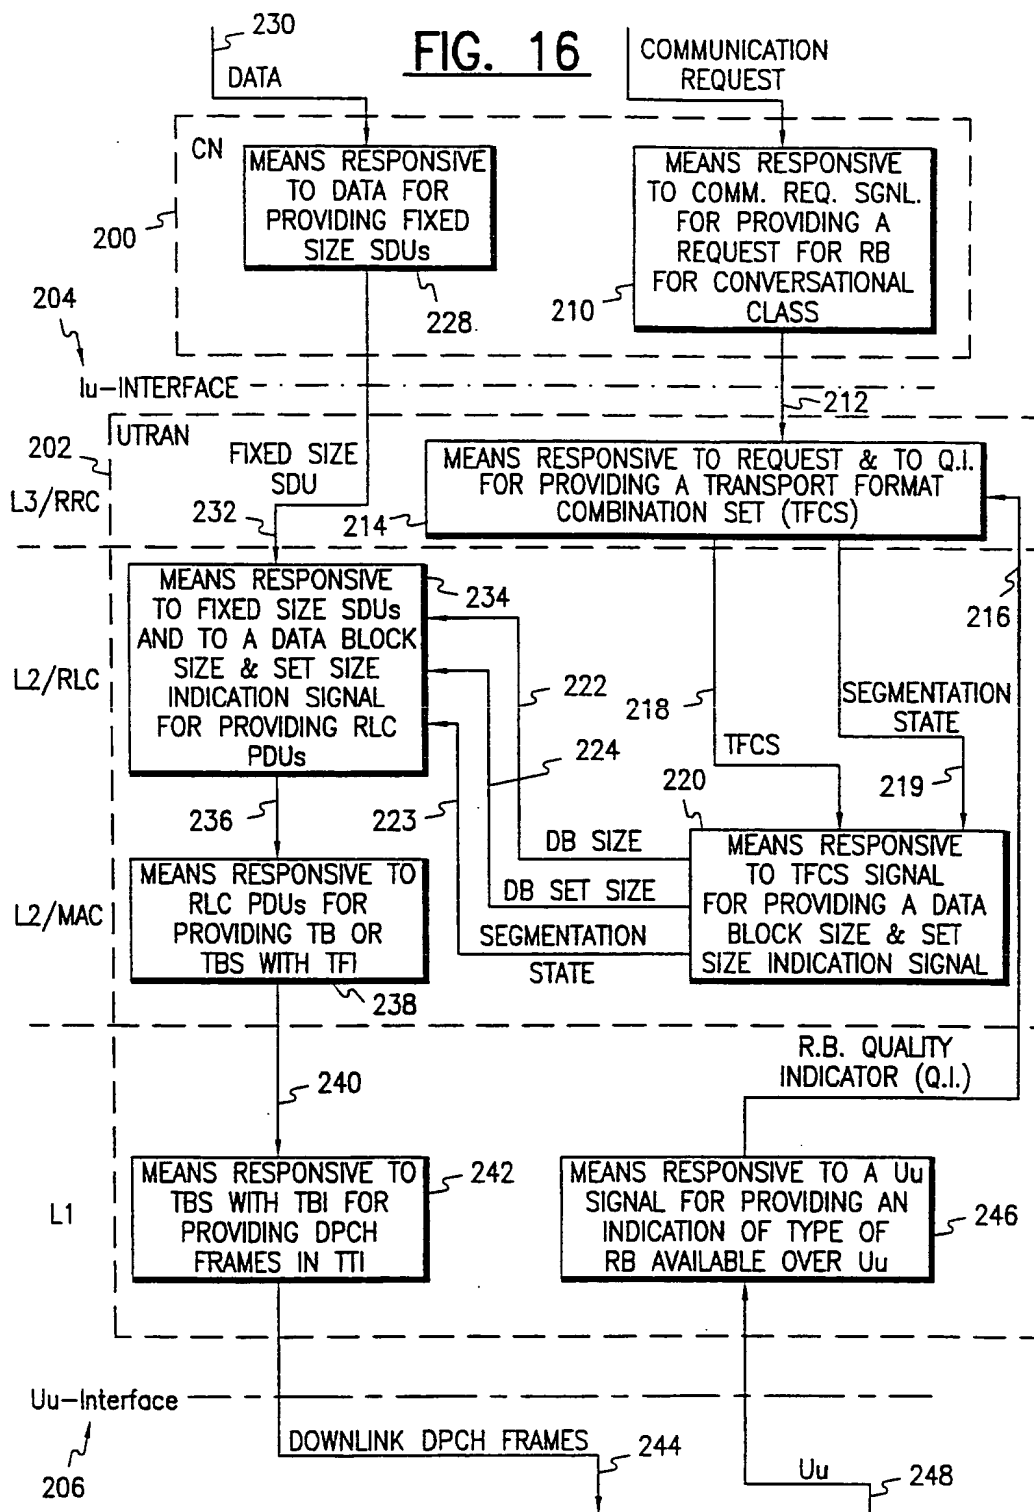 230
FIG. 16
COMMUNICATION
REQUEST
DATA
CN
MEANS RESPONSIVE
TO DATA FOR
PROVIDING FIXED
SIZE SDUs
MEANS RESPONSIVE
TO COMM. REQ. SGNL.
FOR PROVIDING A
REQUEST FOR RB
FOR CONVERSATIONAL
CLASS
200
204
228
210
Iu-INTERFACE
212
UTRAN
202
FIXED SIZE
SDU
MEANS RESPONSIVE TO REQUEST & TO Q.I.
FOR PROVIDING A TRANSPORT FORMAT
COMBINATION SET (TFCS)
L3/RRC
232
214
216
MEANS RESPONSIVE
TO FIXED SIZE SDUs
AND TO A DATA BLOCK
SIZE & SET SIZE
INDICATION SIGNAL
FOR PROVIDING RLC
PDUs
234
L2/RLC
222
218
SEGMENTATION
STATE
224
TFCS
219
220
236
223
DB SIZE
DB SET SIZE
SEGMENTATION
STATE
MEANS RESPONSIVE
TO TFCS SIGNAL
FOR PROVIDING A DATA
BLOCK SIZE & SET
SIZE INDICATION SIGNAL
L2/MAC
MEANS RESPONSIVE TO
RLC PDUs FOR
PROVIDING TB OR
TBS WITH TFI
238
R.B. QUALITY
INDICATOR (Q.I.)
240
MEANS RESPONSIVE TO
TBS WITH TBI FOR
PROVIDING DPCH
FRAMES IN TTI
242
MEANS RESPONSIVE TO A Uu
SIGNAL FOR PROVIDING AN
INDICATION OF TYPE OF
RB AVAILABLE OVER Uu
246
L1
Uu-Interface
206
DOWNLINK DPCH FRAMES
244
Uu
248